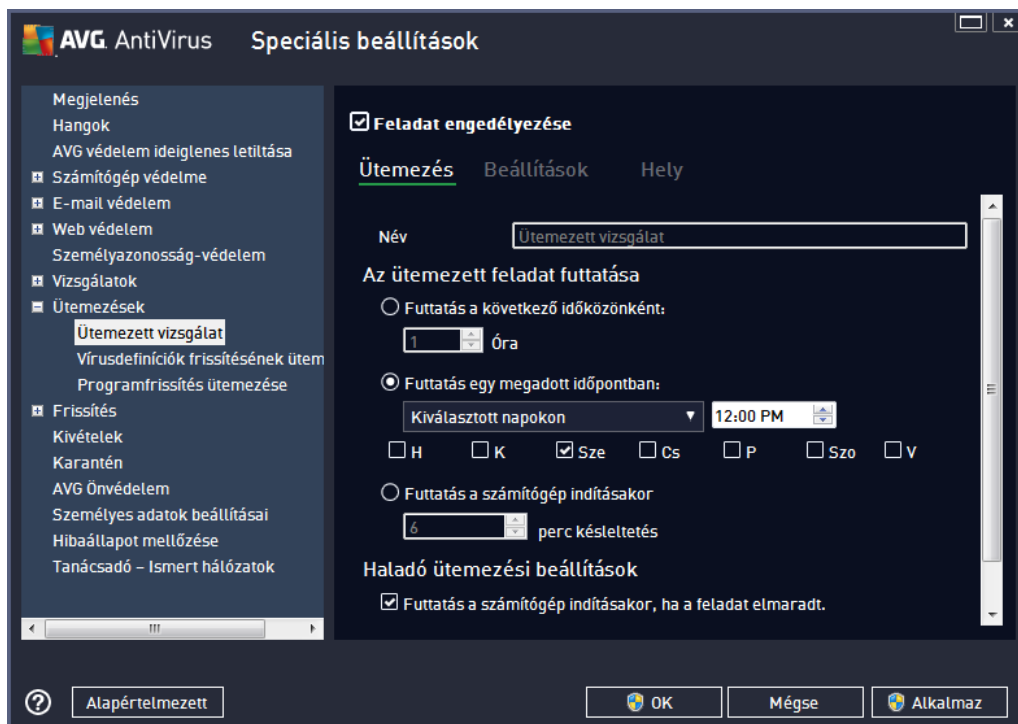 AVG. AntiVirus Speciális beállítások
Megjelenés
Hangok
AVG védelem ideiglenes letiltása
Számítógép védelme
E-mail védelem
Web védelem
Személyazonosság-védelem
Vizsgálatok
Ütemezések
Ütemezett vizsgálat
Vírusdefiníciók frissítésének ütem
Programfrissítés ütemezése
Frissítés
Kivételek
Karantén
AVG Önvédelem
Személyes adatok beállításai
Hibaállapot mellőzése
Tanácsadó – Ismert hálózatok
Feladat engedélyezése
Ütemezés Beállítások Hely
Név Ütemezett vizsgálat
Az ütemezett feladat futtatása
Futtatás a következő időközönként:
1 Óra
Futtatás egy megadott időpontban:
Kiválasztott napokon 12:00 PM
H K Sze Cs P Szo V
Futtatás a számítógép indításakor
6 perc késleltetés
Haladó ütemezési beállítások
Futtatás a számítógép indításakor, ha a feladat elmaradt.
? Alapértelmezett OK Mégse Alkalmaz